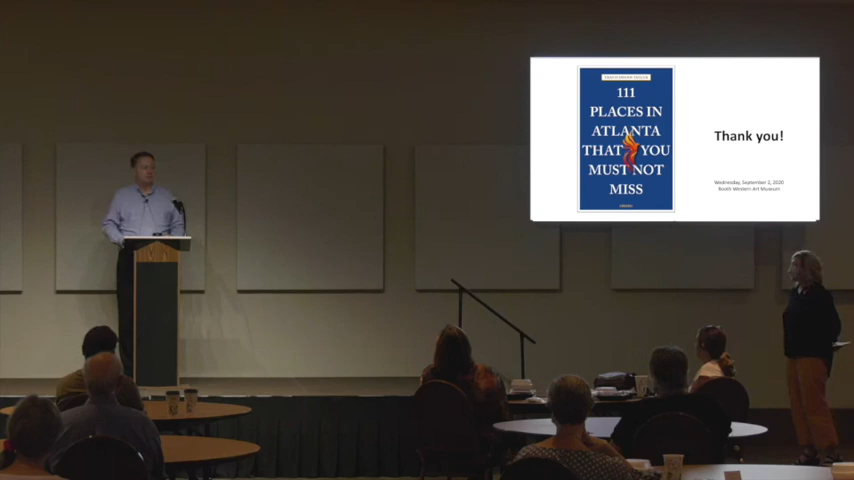 111
PLACES IN
ATLANTA
THAT YOU
MUST NOT
MISS
Thank you!
Wednesday, September 2, 2020
Booth Western Art Museum